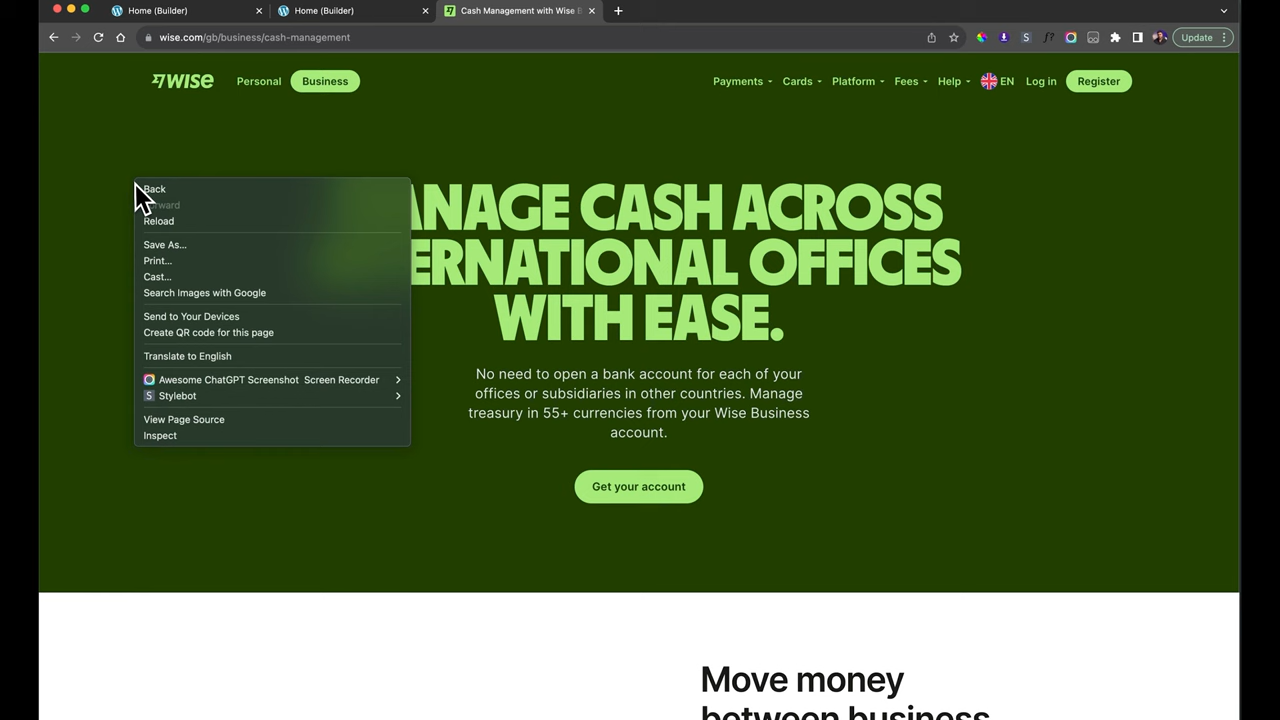 Home (Builder)
Home (Builder)
Cash Management with Wise B
wise.com/gb/business/cash-management
Update
WISE
Personal
Business
Payments
Cards
Platform
Fees
Help
EN
Log in
Register
Back
Reload
Save As...
Print...
Cast...
Search Images with Google
Send to Your Devices
Create QR code for this page
Translate to English
Awesome ChatGPT Screenshot Screen Recorder
Stylebot
View Page Source
Inspect
ANAGE CASH ACROSS
ERNATIONAL OFFICES
WITH EASE.
No need to open a bank account for each of your
offices or subsidiaries in other countries. Manage
treasury in 55+ currencies from your Wise Business
account.
Get your account
Move money
between business